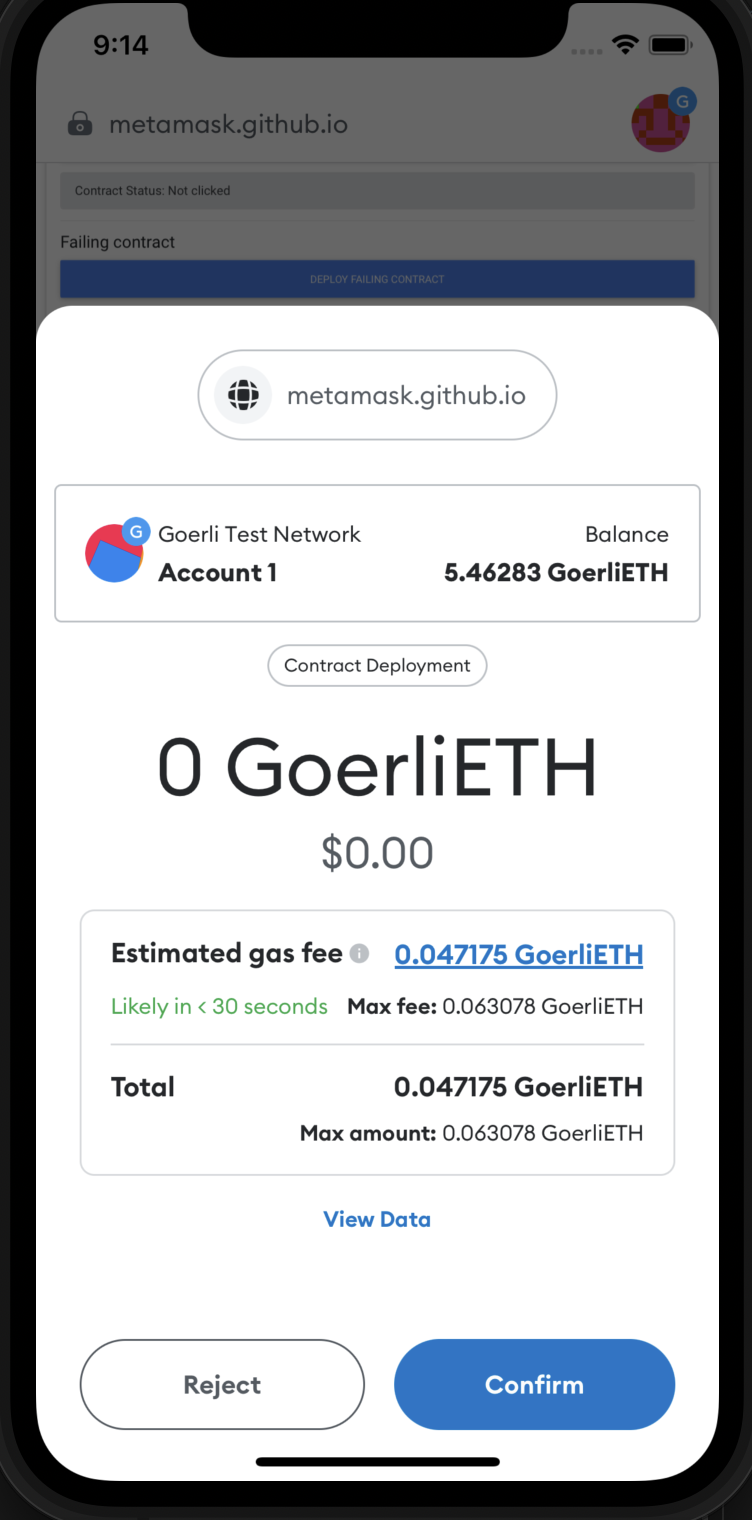 9:14
metamask.github.io
G
Contract Status: Not clicked
Failing contract
DEPLOY FAILING CONTRACT
metamask.github.io
G
Goerli Test Network
Balance
Account 1
5.46283 GoerliETH
Contract Deployment
0 GoerliETH
$0.00
Estimated gas fee i 0.047175 GoerliETH
Likely in < 30 seconds Max fee: 0.063078 GoerliETH
Total 0.047175 GoerliETH
Max amount: 0.063078 GoerliETH
View Data
Reject
Confirm